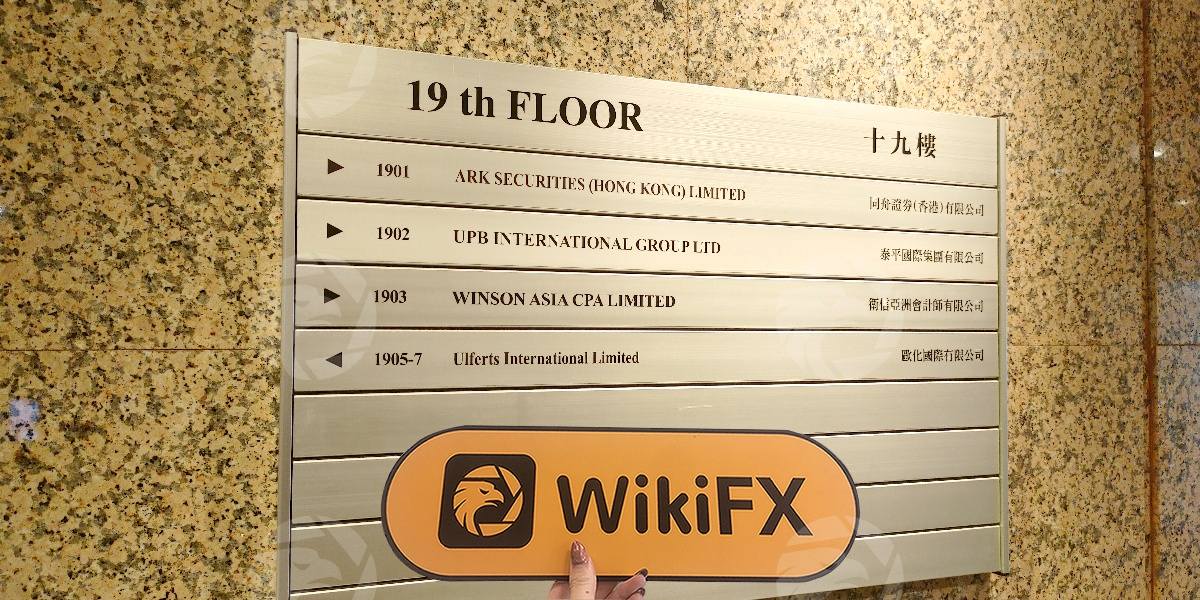 19 th FLOOR 十九樓
▶ 1901 ARK SECURITIES (HONG KONG) LIMITED 同舟證券(香港)有限公司
▶ 1902 UPB INTERNATIONAL GROUP LTD 泰平國際集團有限公司
▶ 1903 WINSON ASIA CPA LIMITED 衛信亞洲會計師有限公司
◀ 1905-7 Ulferts International Limited 歐化國際有限公司
WikiFX